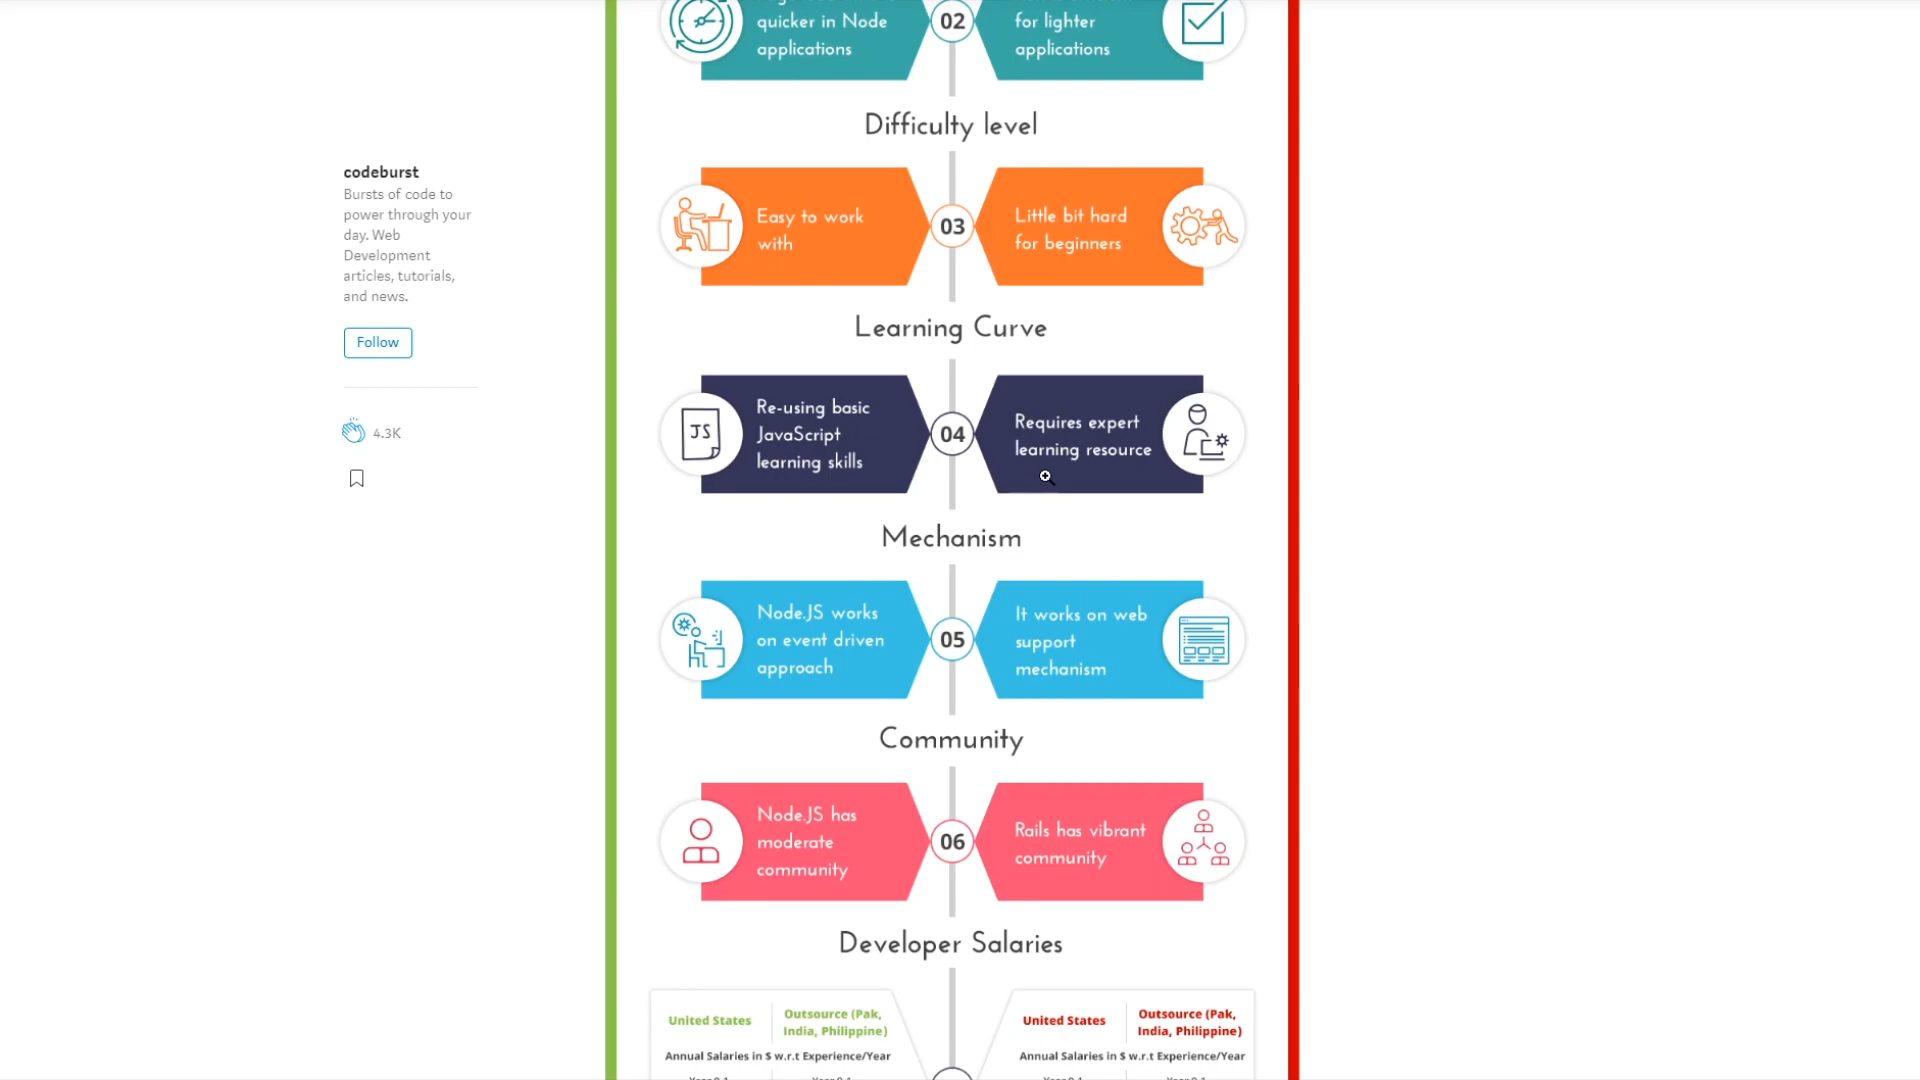 quicker in Node
applications
02
for lighter
applications
Difficulty level
codeburst
Bursts of code to
power through your
day. Web
Development
articles, tutorials,
and news.
Follow
4.3K
Easy to work
with
03
Little bit hard
for beginners
Learning Curve
JS
Re-using basic
JavaScript
learning skills
04
Requires expert
learning resource
Mechanism
Node.JS works
on event driven
approach
05
It works on web
support
mechanism
Community
Node.JS has
moderate
community
06
Rails has vibrant
community
Developer Salaries
United States
Outsource (Pak,
India, Philippine)
Annual Salaries in $ w.r.t Experience/Year
United States
Outsource (Pak,
India, Philippine)
Annual Salaries in $ w.r.t Experience/Year